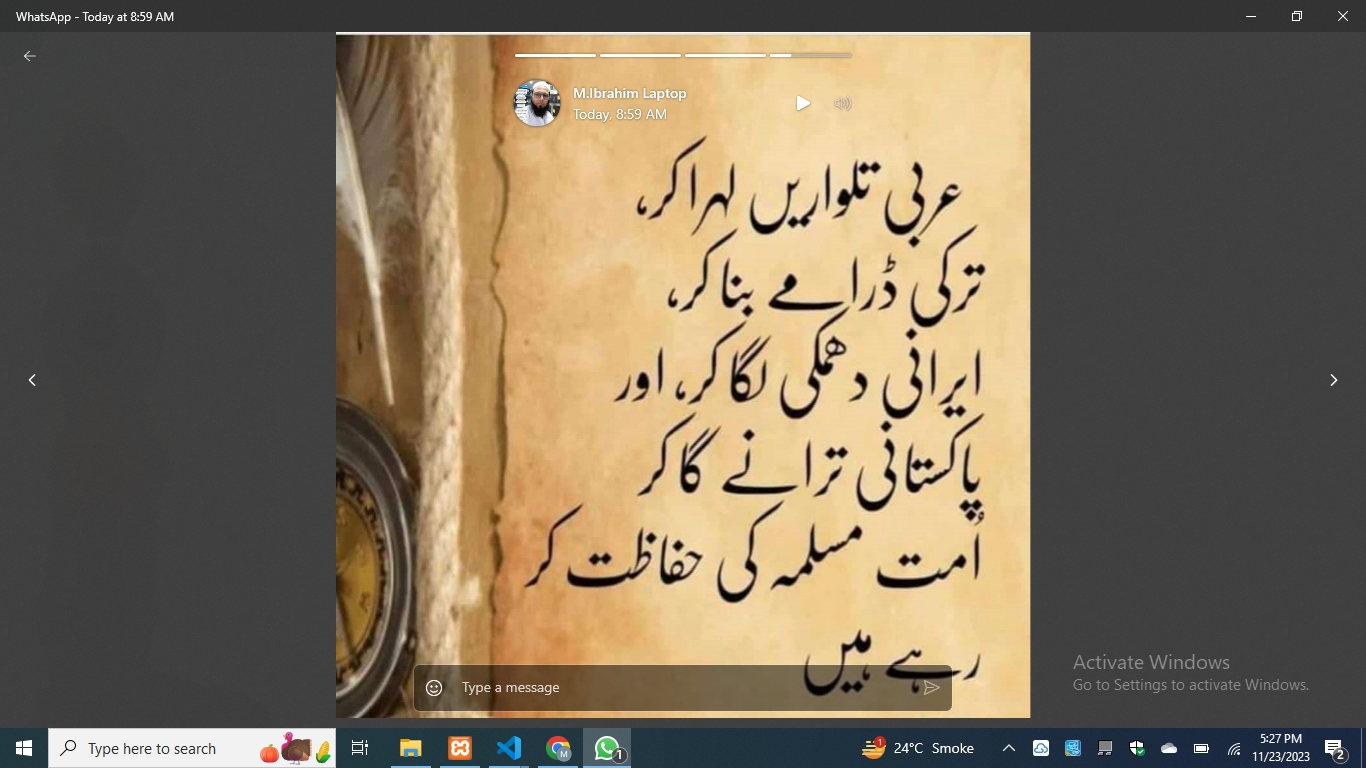 WhatsApp - Today at 8:59 AM
M.Ibrahim Laptop
Today, 8:59 AM
عربی تلواریں لہرا کر،
ترکی ڈرامے بنا کر،
ایرانی دھمکی لگا کر، اور
پاکستانی ترانے گا کر
اُمت مسلمہ کی حفاظت کر
رہے ہیں
Type a message
Activate Windows
Go to Settings to activate Windows.
Type here to search
M
1
1
24°C Smoke
5:27 PM
11/23/2023
2